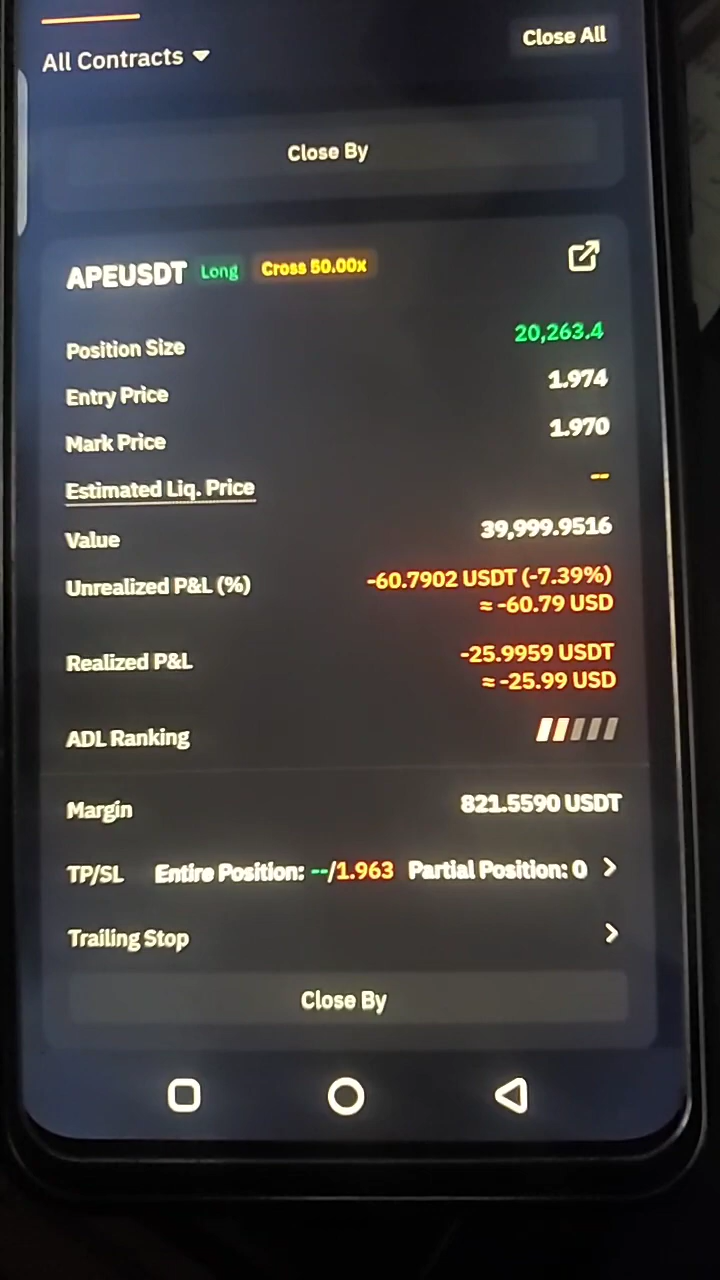 All Contracts
Close All
Close By
APEUSDT Long Cross 50.00x
Position Size 20,263.4
Entry Price 1.974
Mark Price 1.970
Estimated Liq. Price --
Value 39,999.9516
Unrealized P&L (%) -60.7902 USDT (-7.39%)
≈ -60.79 USD
Realized P&L -25.9959 USDT
≈ -25.99 USD
ADL Ranking
Margin 821.5590 USDT
TP/SL Entire Position: --/1.963 Partial Position: 0
Trailing Stop
Close By